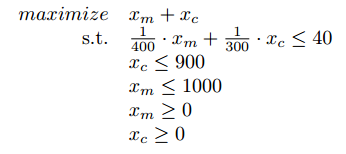 maximize x_m + x_c
s.t. 1/400 · x_m + 1/300 · x_c ≤ 40
x_c ≤ 900
x_m ≤ 1000
x_m ≥ 0
x_c ≥ 0